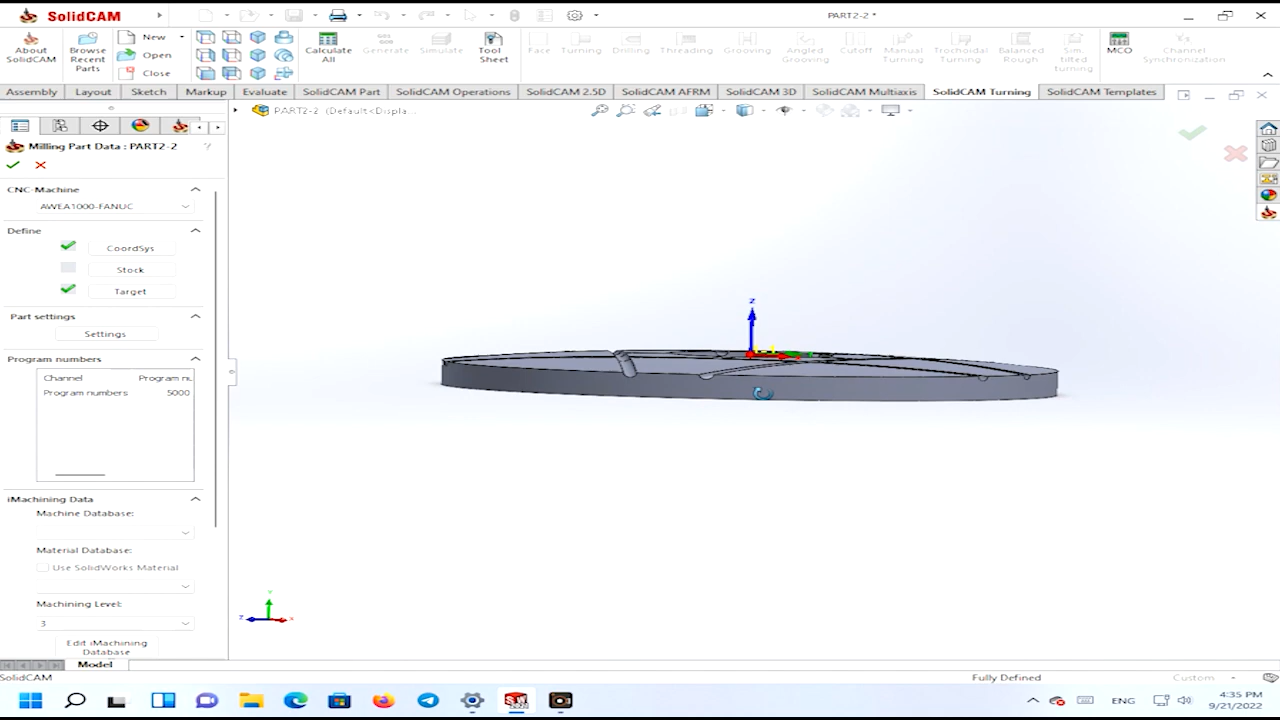 SolidCAM
PART2-2 *
About SolidCAM
Browse Recent Parts
New
Open
Close
Calculate All
Generate
Simulate
Tool Sheet
Face
Turning
Drilling
Threading
Grooving
Angled Grooving
Cutoff
Manual Turning
Trochoidal Turning
Balanced Rough
Sim. tilted turning
MCO
Channel Synchronization
Assembly
Layout
Sketch
Markup
Evaluate
SolidCAM Part
SolidCAM Operations
SolidCAM 2.5D
SolidCAM AFRM
SolidCAM 3D
SolidCAM Multiaxis
SolidCAM Turning
SolidCAM Templates
PART2-2 (Default<Displa...
Milling Part Data : PART2-2
CNC-Machine
AWEA1000-FANUC
Define
CoordSys
Stock
Target
Part settings
Settings
Program numbers
Channel Program nu
Program numbers 5000
iMachining Data
Machine Database:
Material Database:
Use SolidWorks Material
Machining Level:
3
Edit iMachining Database
Z
Y
Z X
Model
SolidCAM
Fully Defined
Custom
ENG
4:35 PM
9/21/2022